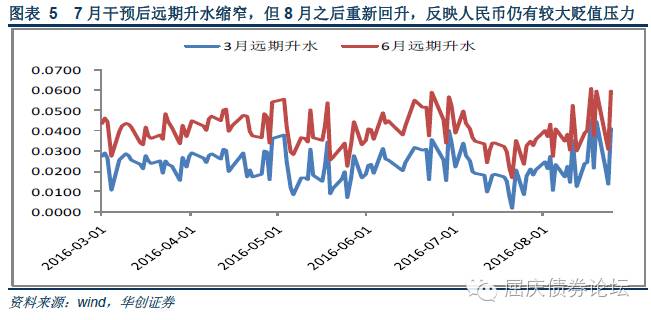 图表 5 7月干预后远期升水缩窄，但8月之后重新回升，反映人民币仍有较大贬值压力
3月远期升水 6月远期升水
0.0700
0.0600
0.0500
0.0400
0.0300
0.0200
0.0100
0.0000
2016-03-01 2016-04-01 2016-05-01 2016-06-01 2016-07-01 2016-08-01
资料来源：wind，华创证券
屈庆债券论坛